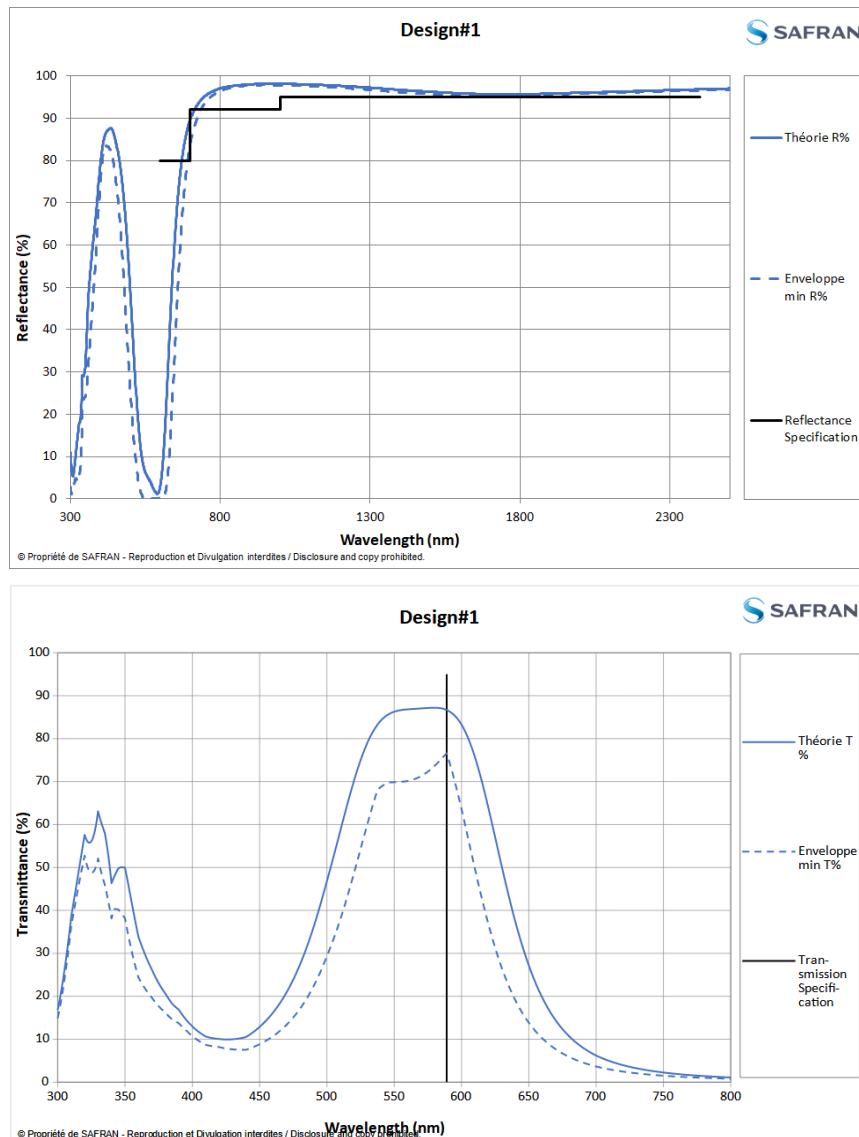 Design#1
SAFRAN
100
90
80
70
60
50
40
30
20
10
0
Reflectance (%)
300
800
1300
1800
2300
Wavelength (nm)
Théorie R%
Enveloppe
min R%
Reflectance
Specification
© Propriété de SAFRAN - Reproduction et Divulgation interdites / Disclosure and copy prohibited.
Design#1
SAFRAN
100
90
80
70
60
50
40
30
20
10
0
Transmittance (%)
300
350
400
450
500
550
600
650
700
750
800
Wavelength (nm)
Théorie T
%
Enveloppe
min T%
Tran-
smission
Specifi-
cation
© Propriété de SAFRAN - Reproduction et Divulgation interdites / Disclosure and copy prohibited.